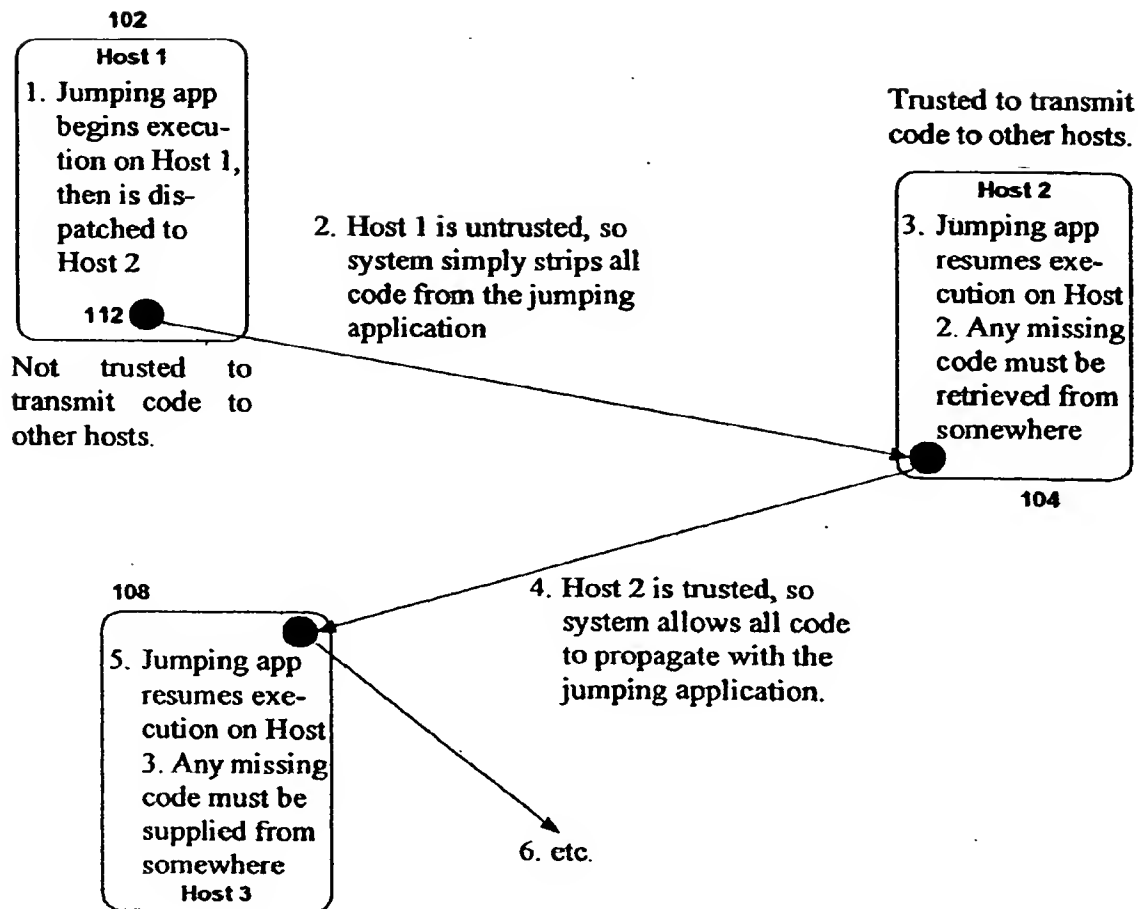 102
Host 1
1. Jumping app
begins execu-
tion on Host 1,
then is dis-
patched to
Host 2
112
Not trusted to
transmit code to
other hosts.
2. Host 1 is untrusted, so
system simply strips all
code from the jumping
application
Trusted to transmit
code to other hosts.
Host 2
3. Jumping app
resumes exe-
cution on Host
2. Any missing
code must be
retrieved from
somewhere
104
4. Host 2 is trusted, so
system allows all code
to propagate with the
jumping application.
108
5. Jumping app
resumes exe-
cution on Host
3. Any missing
code must be
supplied from
somewhere
Host 3
6. etc.